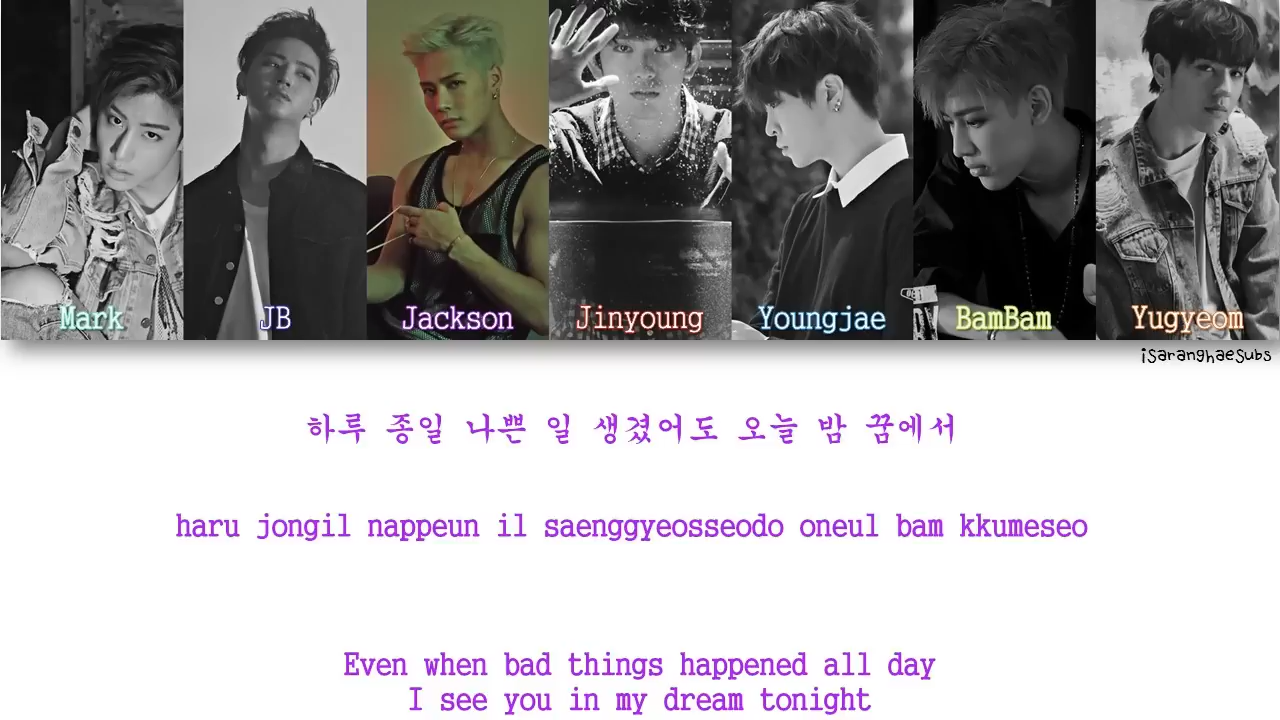 Mark JB Jackson Jinyoung Youngjae BamBam Yugyeom
iSaranghaeSubs
하루 종일 나쁜 일 생겼어도 오늘 밤 꿈에서
haru jongil nappeun il saenggyeosseodo oneul bam kkumeseo
Even when bad things happened all day
I see you in my dream tonight